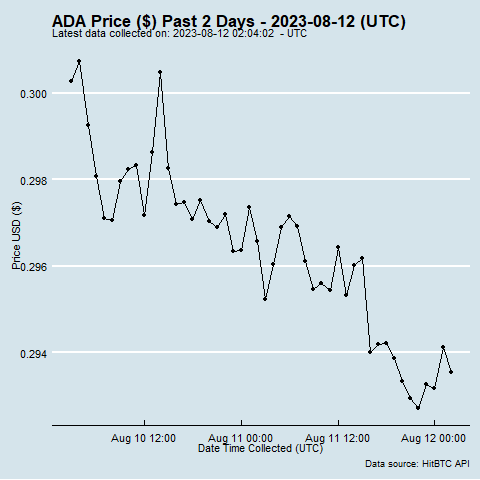 ADA Price ($) Past 2 Days - 2023-08-12 (UTC)
Latest data collected on: 2023-08-12 02:04:02 - UTC
0.300
0.298
0.296
0.294
Price USD ($)
Aug 10 12:00
Aug 11 00:00
Aug 11 12:00
Aug 12 00:00
Date Time Collected (UTC)
Data source: HitBTC API